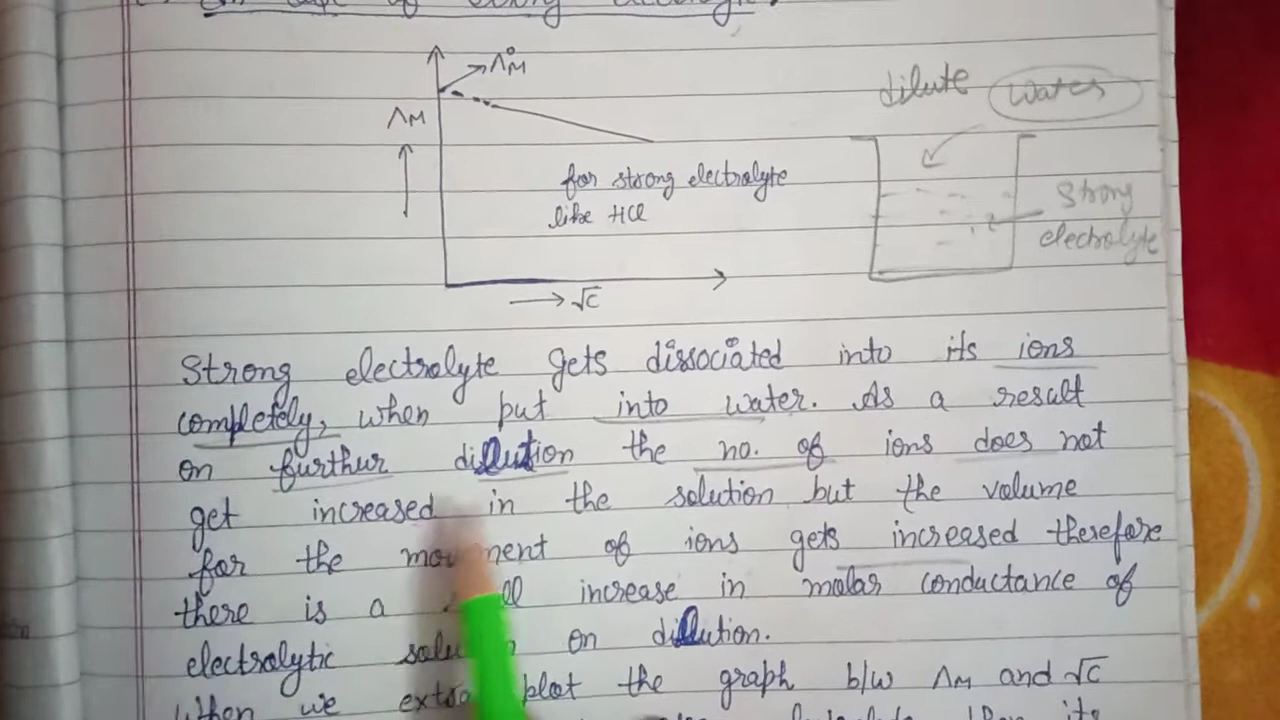 Λ°M
ΛM
for strong electrolyte
like HCl
→ √C
dilute water
Strong
electrolyte
Strong electrolyte gets dissociated into its ions
completely, when put into water. As a result
on furthur dillution the no. of ions does not
get increased in the solution but the volume
for the movement of ions gets increased therefore
there is a increase in molar conductance of
electrolytic on dillution.
When we plot the graph b/w ΛM and √C